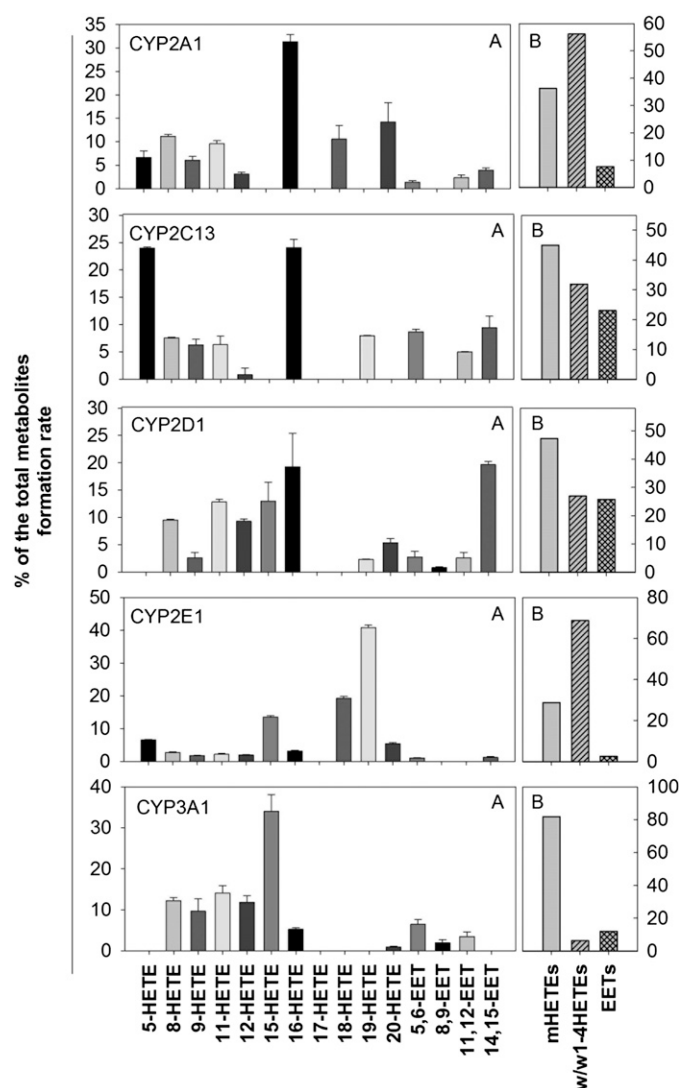 % of the total metabolites
formation rate
CYP2A1
A
35
30
25
20
15
10
5
0
B
60
50
40
30
20
10
0
CYP2C13
A
30
25
20
15
10
5
0
B
50
40
30
20
10
0
CYP2D1
A
30
25
20
15
10
5
0
B
50
40
30
20
10
0
CYP2E1
A
50
40
30
20
10
0
B
80
60
40
20
0
CYP3A1
A
40
30
20
10
0
B
100
80
60
40
20
0
5-HETE
8-HETE
9-HETE
11-HETE
12-HETE
15-HETE
16-HETE
17-HETE
18-HETE
19-HETE
20-HETE
5,6-EET
8,9-EET
11,12-EET
14,15-EET
mHETEs
w/w1-4HETEs
EETs